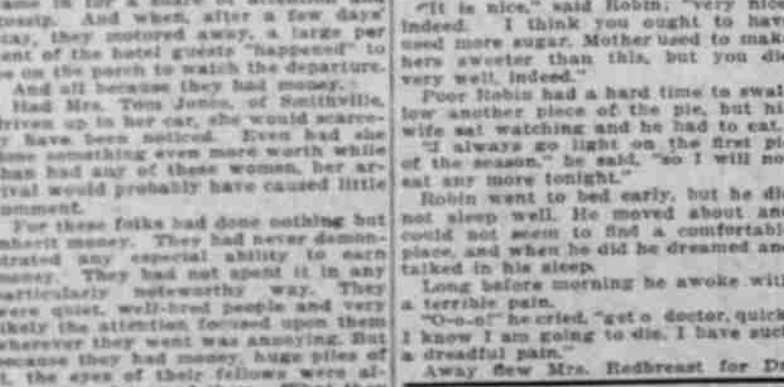 came in for a share of attention and
gossip. And when, after a few days'
stay, they motored away, a large per
cent of the hotel guests "happened" to
be on the porch to watch the departure.
And all because they had money.
Had Mrs. Tom Jones, of Smithville,
driven up in her car, she would scarce-
ly have been noticed. Even had she
done something even more worth while
than had any of these women, her ar-
rival would probably have caused little
comment.
For these folks had done nothing but
inherit money. They had never demon-
strated any especial ability to earn
money. They had not spent it in any
particularly noteworthy way. They
were quiet, well-bred people and very
likely the attention focused upon them
wherever they went was annoying. But
because they had money, huge piles of
it, the eyes of their fellows were al-
"It is nice," said Robin, "very nice
indeed. I think you ought to have
used more sugar. Mother used to make
hers sweeter than this, but you did
very well, indeed."
Poor Robin had a hard time to swal-
low another piece of the pie, but his
wife sat watching and he had to eat.
"I always go light on the first pie
of the season," he said, "so I will not
eat any more tonight."
Robin went to bed early, but he did
not sleep well. He moved about and
could not seem to find a comfortable
place, and when he did he dreamed and
talked in his sleep.
Long before morning he awoke with
a terrible pain.
"O-o-o!" he cried, "get o doctor, quick.
I know I am going to die. I have such
a dreadful pain."
Away flew Mrs. Redbreast for